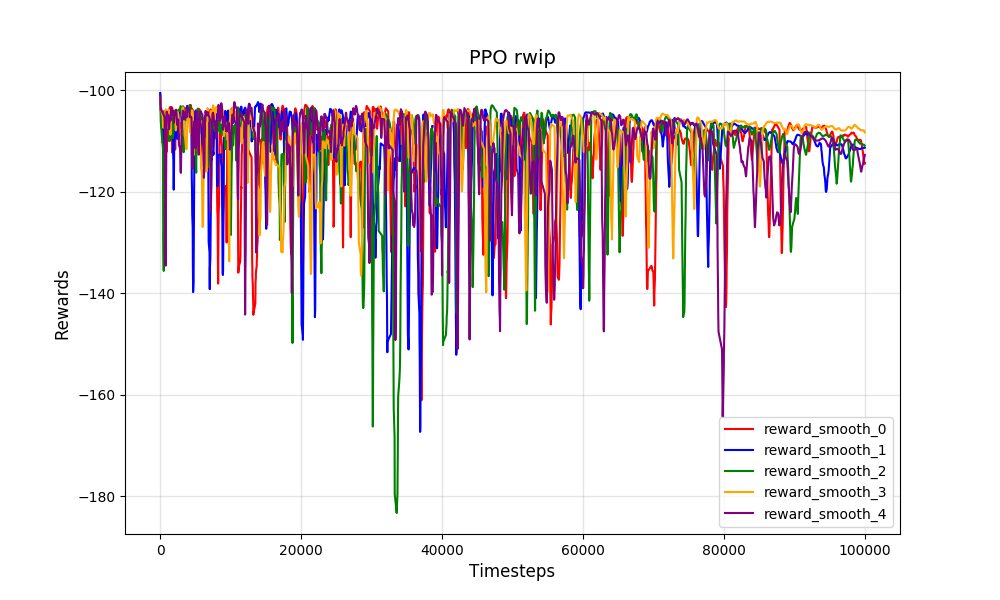 PPO rwip
Rewards
−100
−120
−140
−160
−180
0
20000
40000
60000
80000
100000
Timesteps
reward_smooth_0
reward_smooth_1
reward_smooth_2
reward_smooth_3
reward_smooth_4